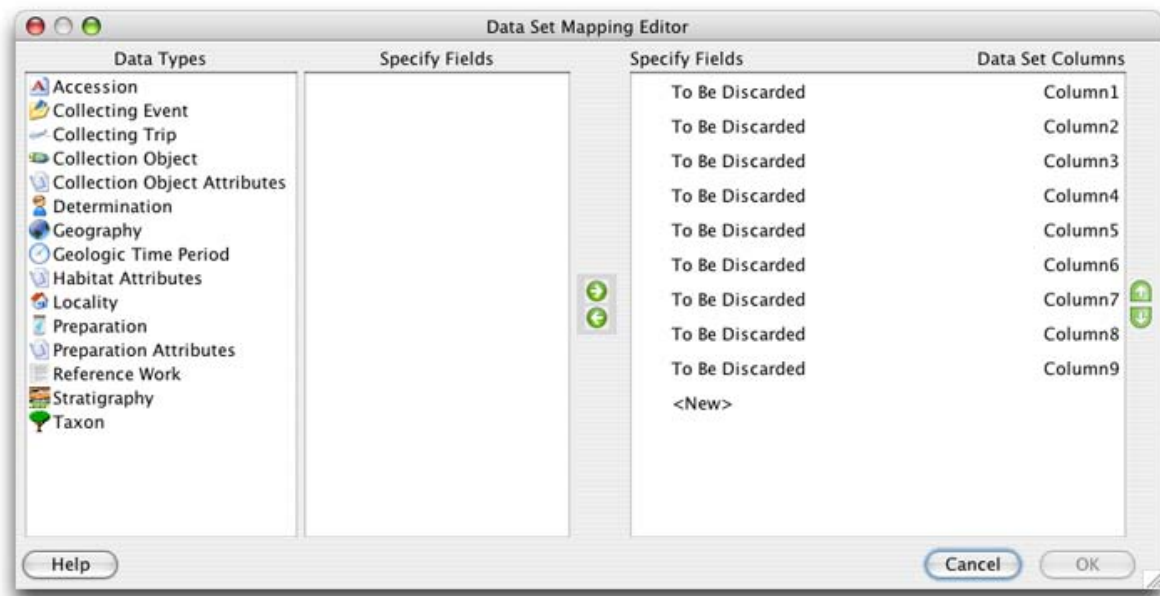 Data Set Mapping Editor
Data Types
Specify Fields
Specify Fields
Data Set Columns
Accession
Collecting Event
Collecting Trip
Collection Object
Collection Object Attributes
Determination
Geography
Geologic Time Period
Habitat Attributes
Locality
Preparation
Preparation Attributes
Reference Work
Stratigraphy
Taxon
To Be Discarded Column1
To Be Discarded Column2
To Be Discarded Column3
To Be Discarded Column4
To Be Discarded Column5
To Be Discarded Column6
To Be Discarded Column7
To Be Discarded Column8
To Be Discarded Column9
<New>
Help
Cancel
OK